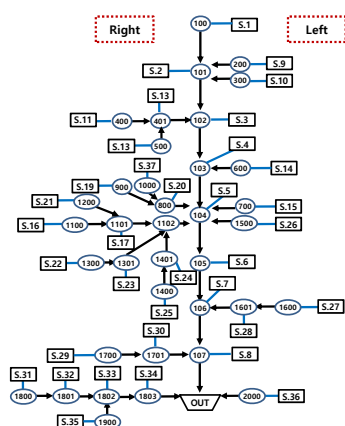 100
S.1
Right
Left
S.2
101
200
S.9
300
S.10
S.13
S.11
400
401
102
S.3
S.13
500
S.4
S.37
103
600
S.14
S.19
900
1000
S.20
S.5
S.21
1200
800
700
S.15
104
S.16
1100
1101
1102
1500
S.26
S.17
S.22
1300
1301
1401
105
S.6
S.23
S.24
1400
S.7
S.25
106
1601
1600
S.27
S.30
S.28
S.29
1700
1701
107
S.8
S.31
S.32
S.33
S.34
1800
1801
1802
1803
OUT
2000
S.36
S.35
1900